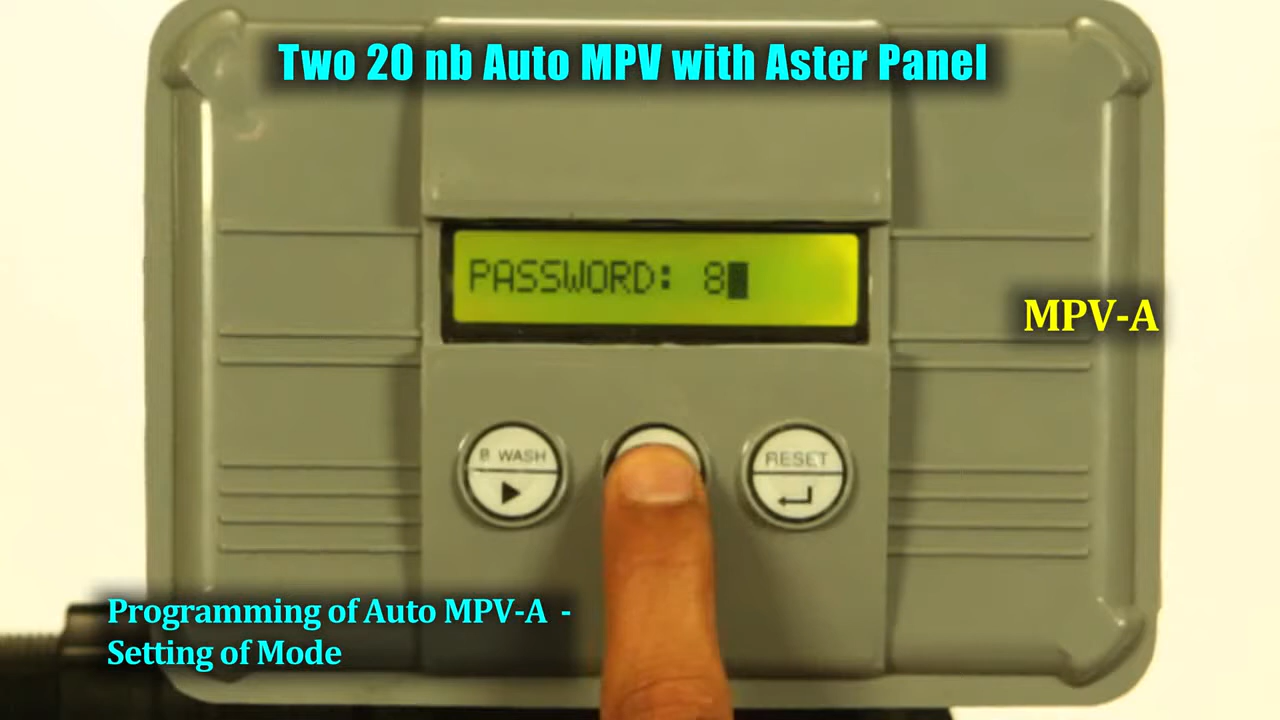 Two 20 nb Auto MPV with Aster Panel
PASSWORD: 8
MPV-A
B WASH
RESET
Programming of Auto MPV-A -
Setting of Mode